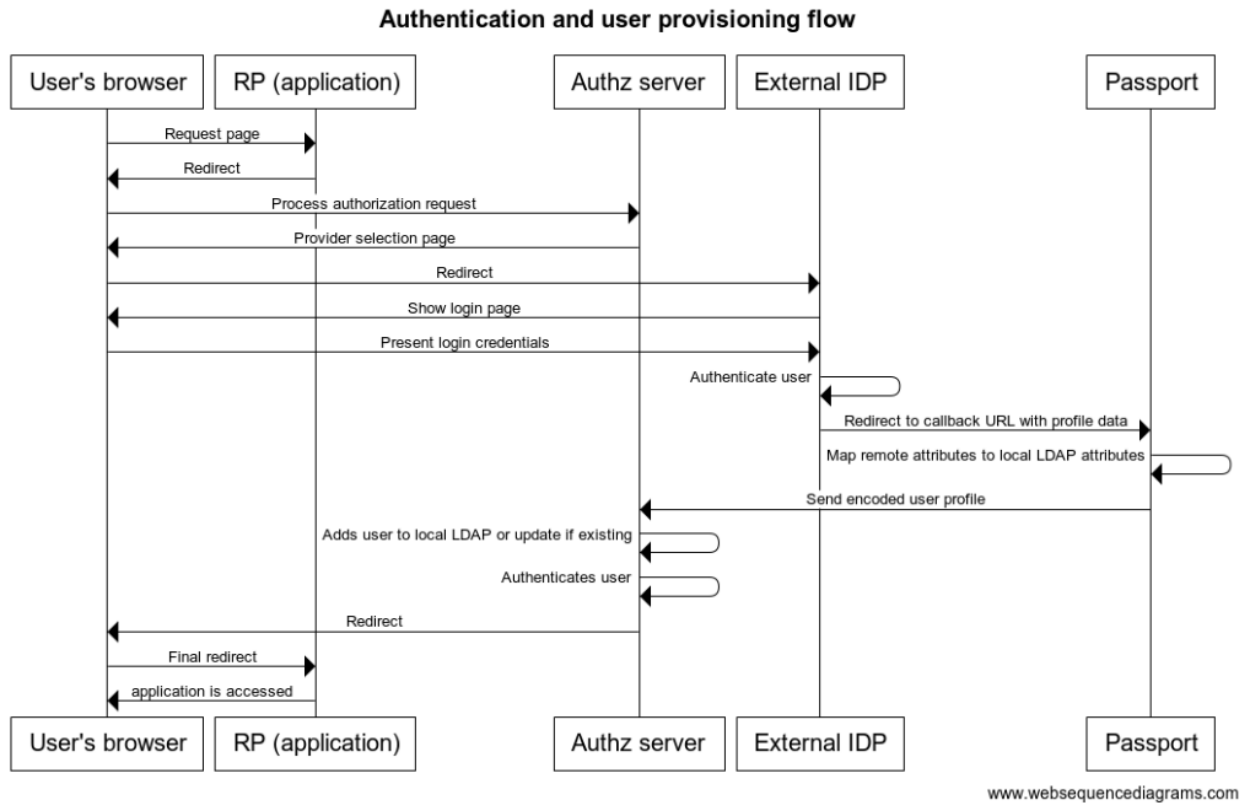 Authentication and user provisioning flow
User's browser
RP (application)
Authz server
External IDP
Passport
Request page
Redirect
Process authorization request
Provider selection page
Redirect
Show login page
Present login credentials
Authenticate user
Redirect to callback URL with profile data
Map remote attributes to local LDAP attributes
Send encoded user profile
Adds user to local LDAP or update if existing
Authenticates user
Redirect
Final redirect
application is accessed
User's browser
RP (application)
Authz server
External IDP
Passport
www.websequencediagrams.com